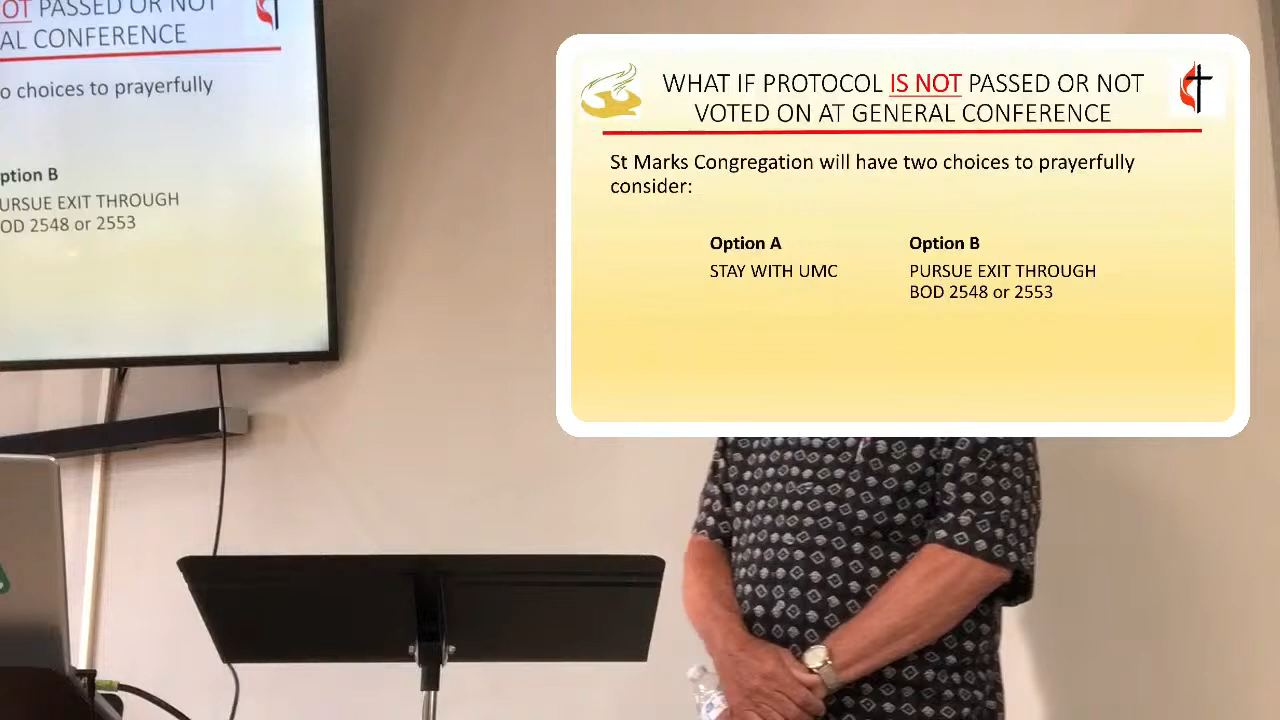 OT PASSED OR NOT
AL CONFERENCE
o choices to prayerfully
ption B
URSUE EXIT THROUGH
OD 2548 or 2553
WHAT IF PROTOCOL IS NOT PASSED OR NOT
VOTED ON AT GENERAL CONFERENCE
St Marks Congregation will have two choices to prayerfully
consider:
Option A
STAY WITH UMC
Option B
PURSUE EXIT THROUGH
BOD 2548 or 2553